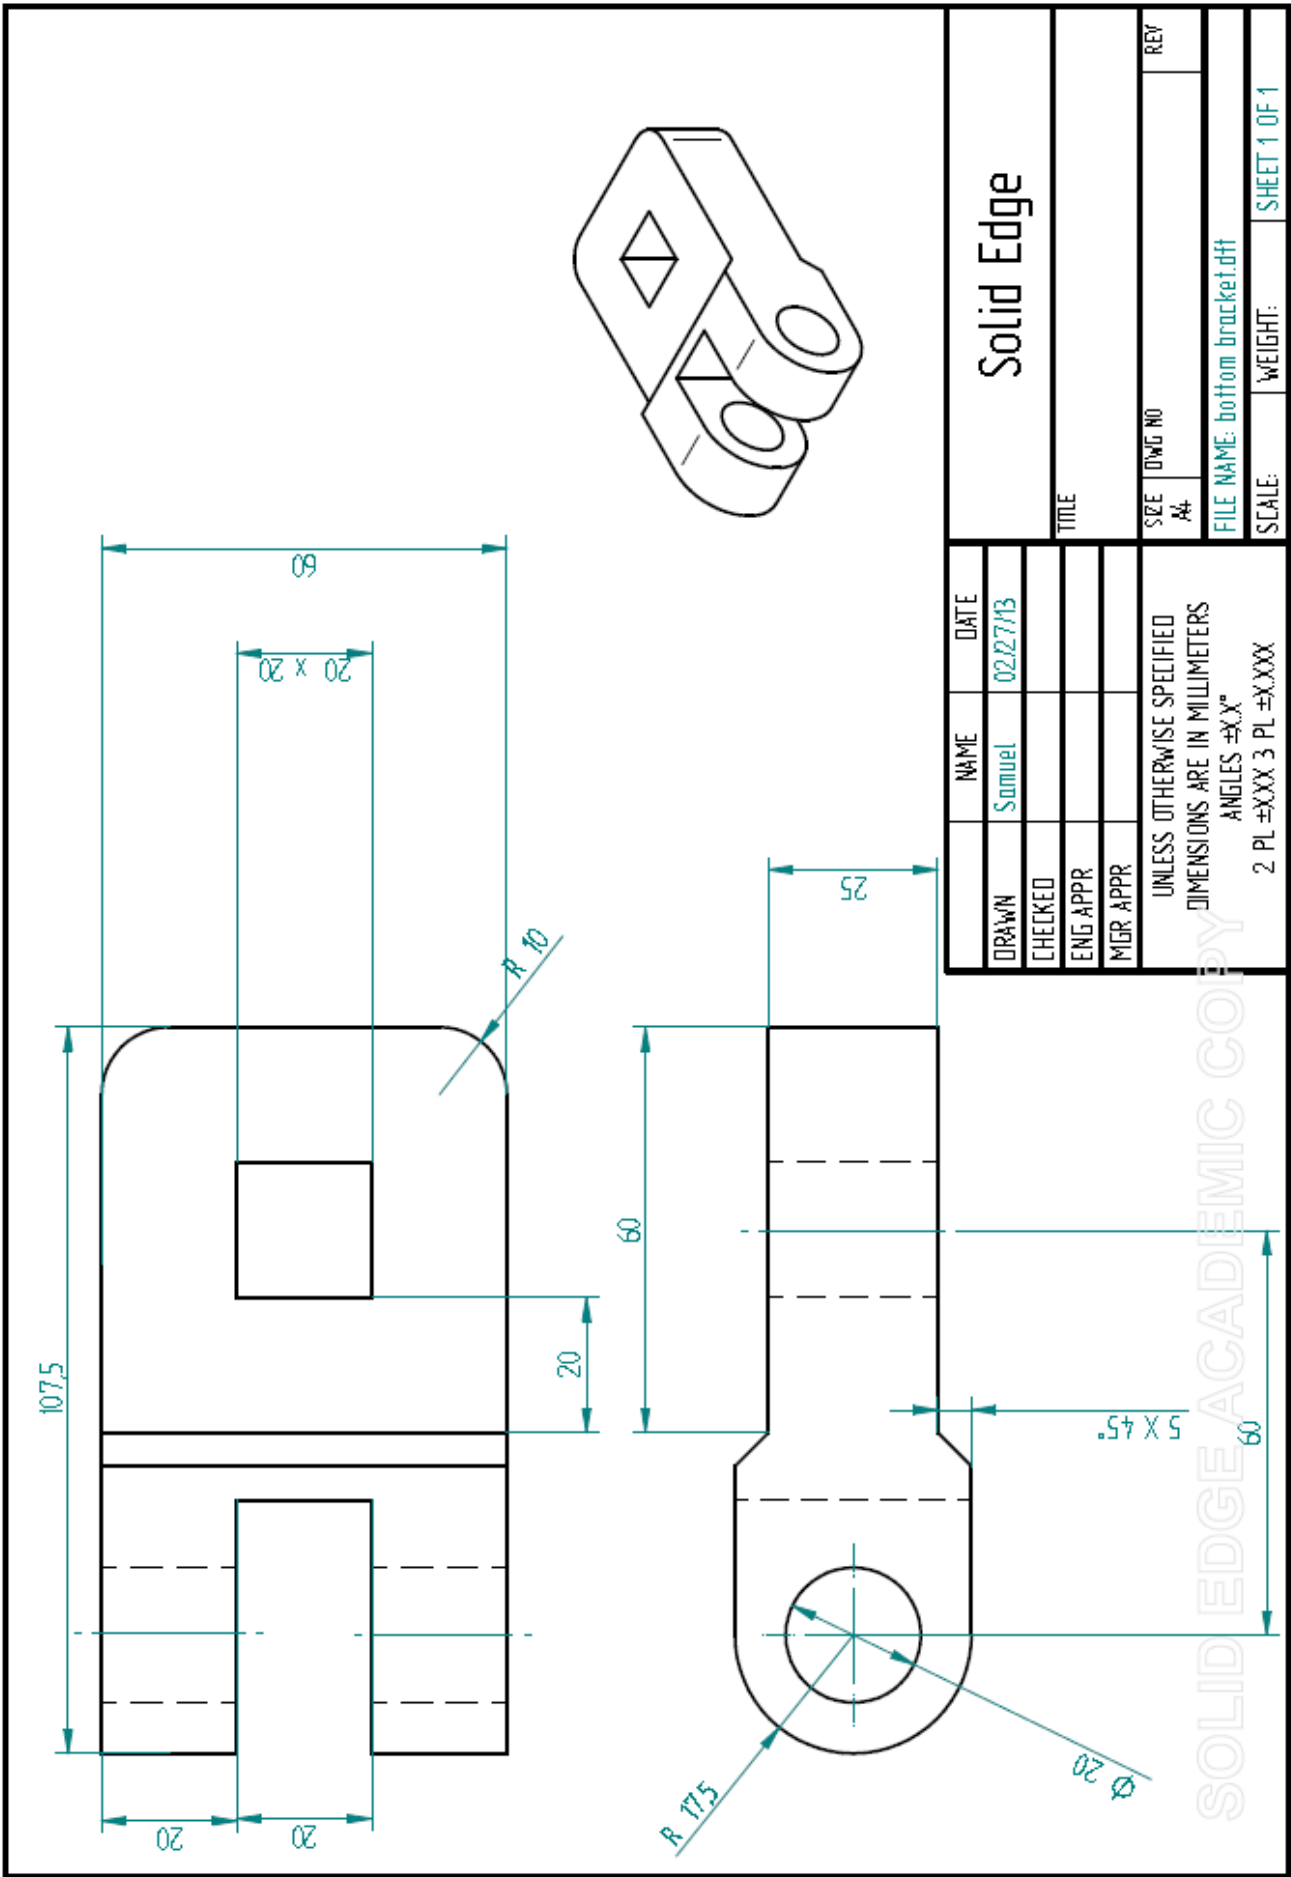 107,5
60
20 x 20
R 10
20
20
20
60
25
5 X 45°
60
R 17,5
Ø 20
Solid Edge
TITLE
SIZE DWG NO REV
A4
FILE NAME: bottom bracket.dft
SCALE: WEIGHT: SHEET 1 OF 1
NAME DATE
DRAWN Samuel 02/27/13
CHECKED
ENG APPR
MGR APPR
UNLESS OTHERWISE SPECIFIED
DIMENSIONS ARE IN MILLIMETERS
ANGLES ±X.X°
2 PL ±X.XX 3 PL ±X.XXX
SOLID EDGE ACADEMIC COPY